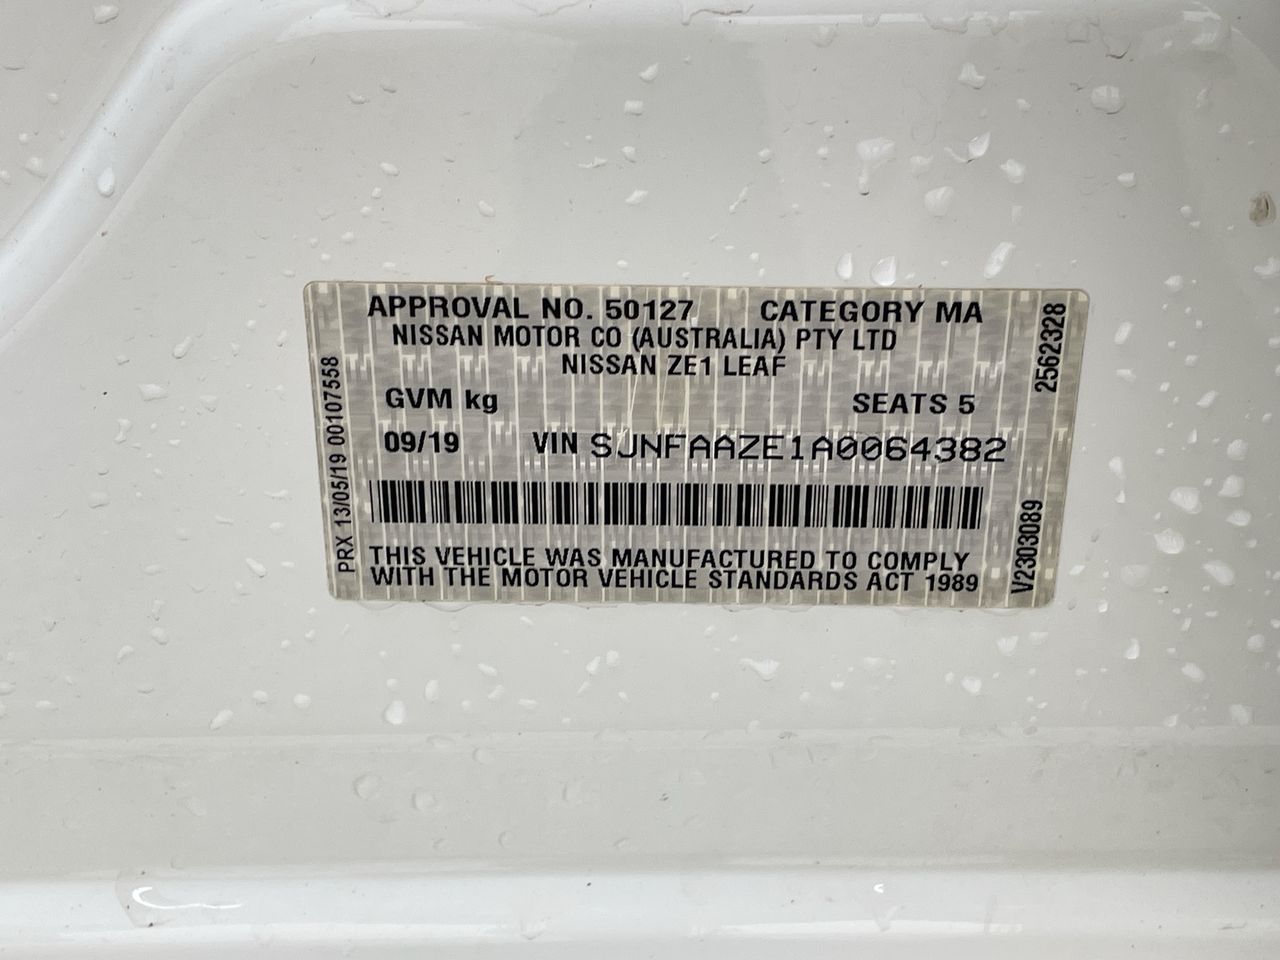 APPROVAL NO. 50127 CATEGORY MA
NISSAN MOTOR CO (AUSTRALIA) PTY LTD
NISSAN ZE1 LEAF
GVM kg SEATS 5
09/19 VIN SJNFAAZE1A0064382
THIS VEHICLE WAS MANUFACTURED TO COMPLY
WITH THE MOTOR VEHICLE STANDARDS ACT 1989
PRX 13/05/19 00107558
2562328
V2303089